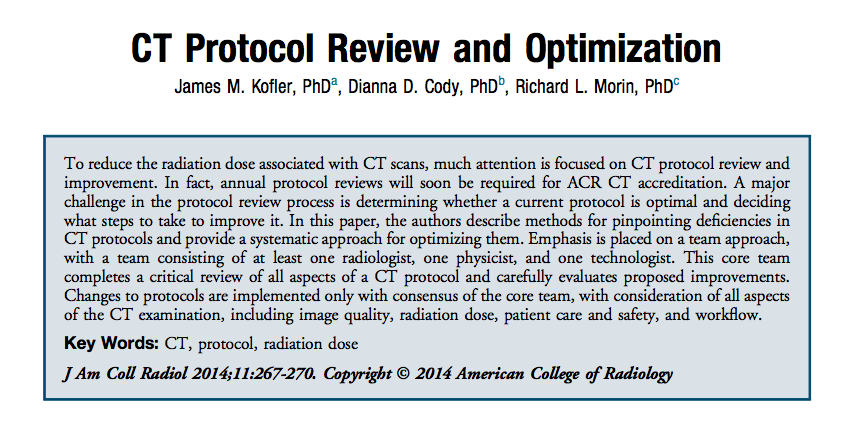 CT Protocol Review and Optimization
James M. Kofler, PhDa, Dianna D. Cody, PhDb, Richard L. Morin, PhDc
To reduce the radiation dose associated with CT scans, much attention is focused on CT protocol review and
improvement. In fact, annual protocol reviews will soon be required for ACR CT accreditation. A major
challenge in the protocol review process is determining whether a current protocol is optimal and deciding
what steps to take to improve it. In this paper, the authors describe methods for pinpointing deficiencies in
CT protocols and provide a systematic approach for optimizing them. Emphasis is placed on a team approach,
with a team consisting of at least one radiologist, one physicist, and one technologist. This core team
completes a critical review of all aspects of a CT protocol and carefully evaluates proposed improvements.
Changes to protocols are implemented only with consensus of the core team, with consideration of all aspects
of the CT examination, including image quality, radiation dose, patient care and safety, and workflow.
Key Words: CT, protocol, radiation dose
J Am Coll Radiol 2014;11:267-270. Copyright © 2014 American College of Radiology